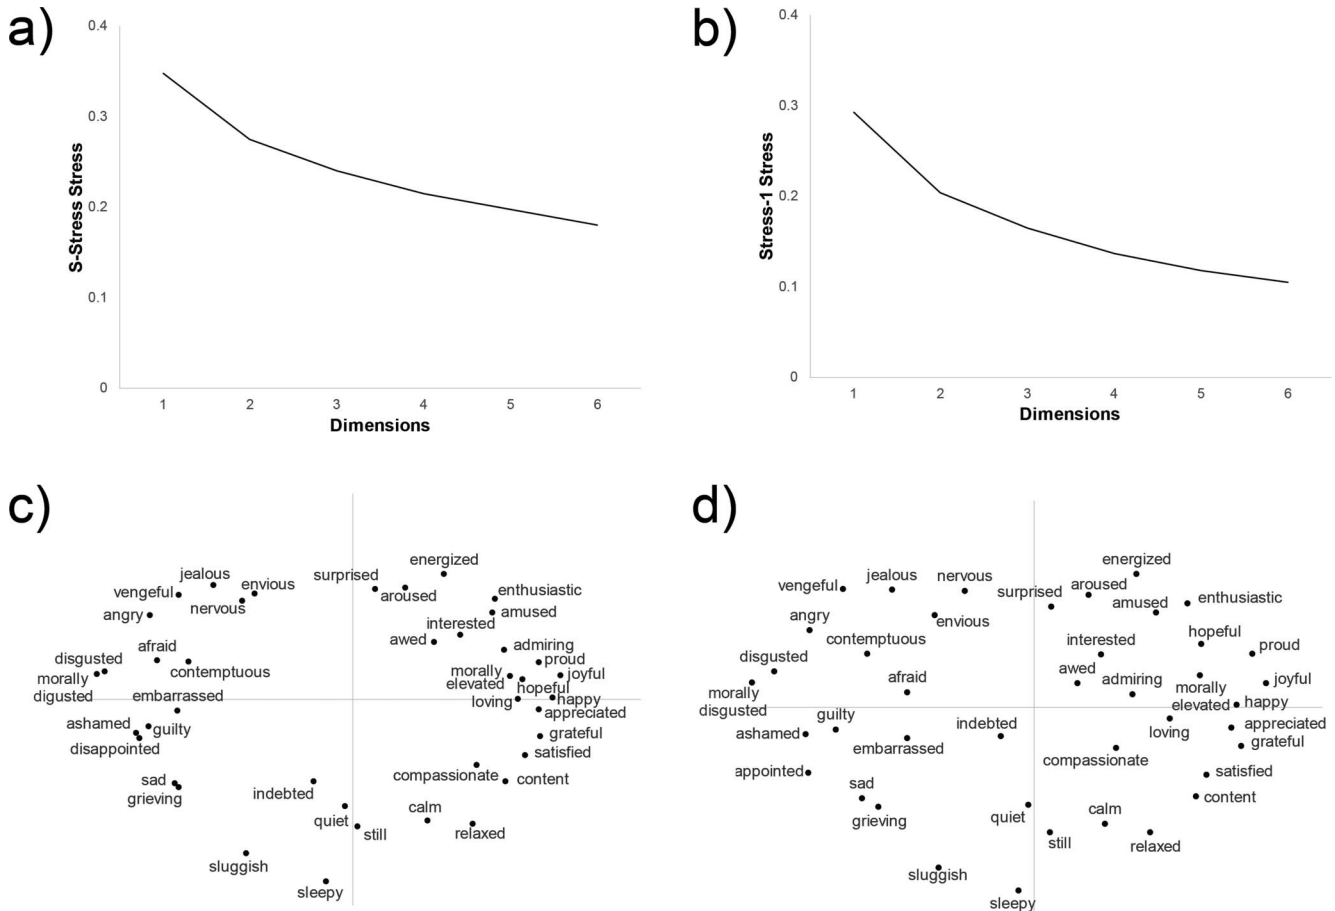 a)
0.4
0.3
0.2
0.1
0
S-Stress Stress
1 2 3 4 5 6
Dimensions
b)
0.4
0.3
0.2
0.1
0
Stress-1 Stress
1 2 3 4 5 6
Dimensions
c)
energized
jealous
surprised
envious
vengeful
enthusiastic
aroused
nervous
angry
amused
interested
awed
admiring
afraid
disgusted
proud
contemptuous
morally
elevated
joyful
morally
digusted
hopeful
embarrassed
loving
happy
appreciated
ashamed
guilty
grateful
disappointed
satisfied
compassionate
content
sad
grieving
indebted
calm
quiet
still
relaxed
sluggish
sleepy
d)
energized
jealous
nervous
vengeful
aroused
surprised
enthusiastic
amused
angry
envious
hopeful
contemptuous
interested
proud
disgusted
awed
afraid
admiring
joyful
morally
elevated
morally
disgusted
happy
guilty
indebted
appreciated
ashamed
loving
embarrassed
grateful
compassionate
appointed
satisfied
sad
content
grieving
quiet
calm
still
relaxed
sluggish
sleepy